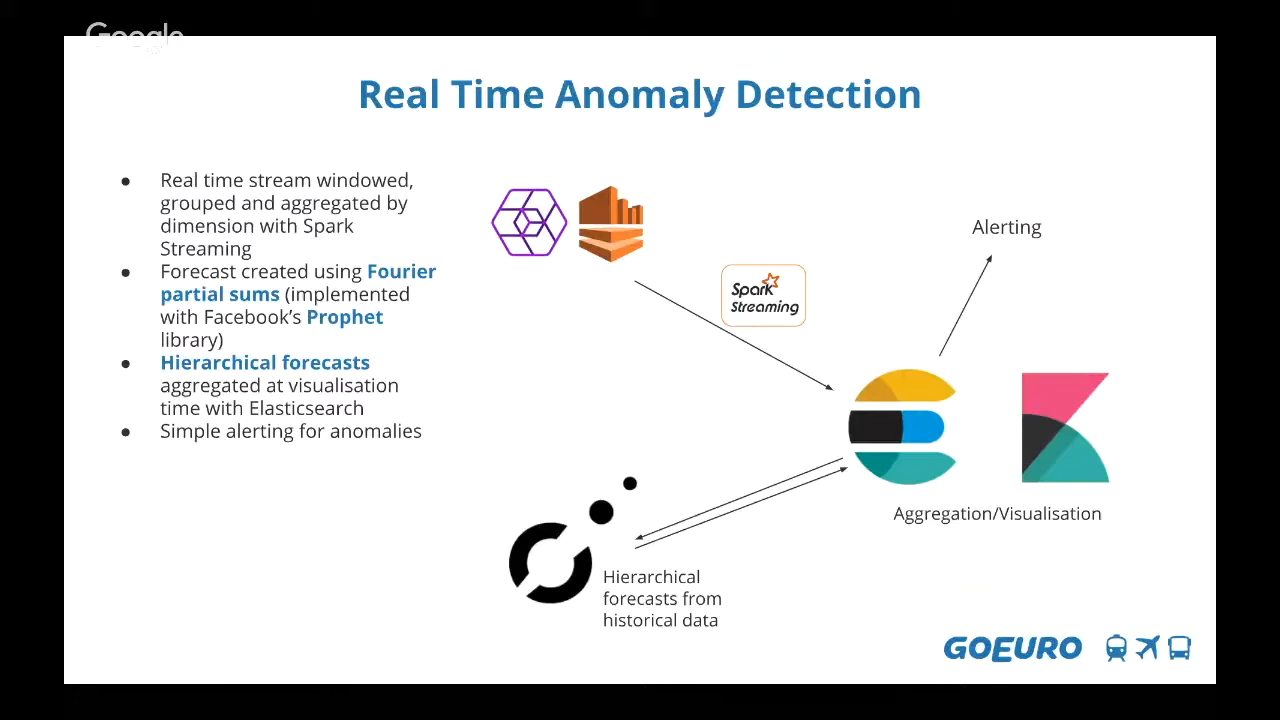 Google
Real Time Anomaly Detection
● Real time stream windowed,
grouped and aggregated by
dimension with Spark
Streaming
● Forecast created using Fourier
partial sums (implemented
with Facebook’s Prophet
library)
● Hierarchical forecasts
aggregated at visualisation
time with Elasticsearch
● Simple alerting for anomalies
Spark
Streaming
Alerting
Aggregation/Visualisation
Hierarchical
forecasts from
historical data
GOEURO